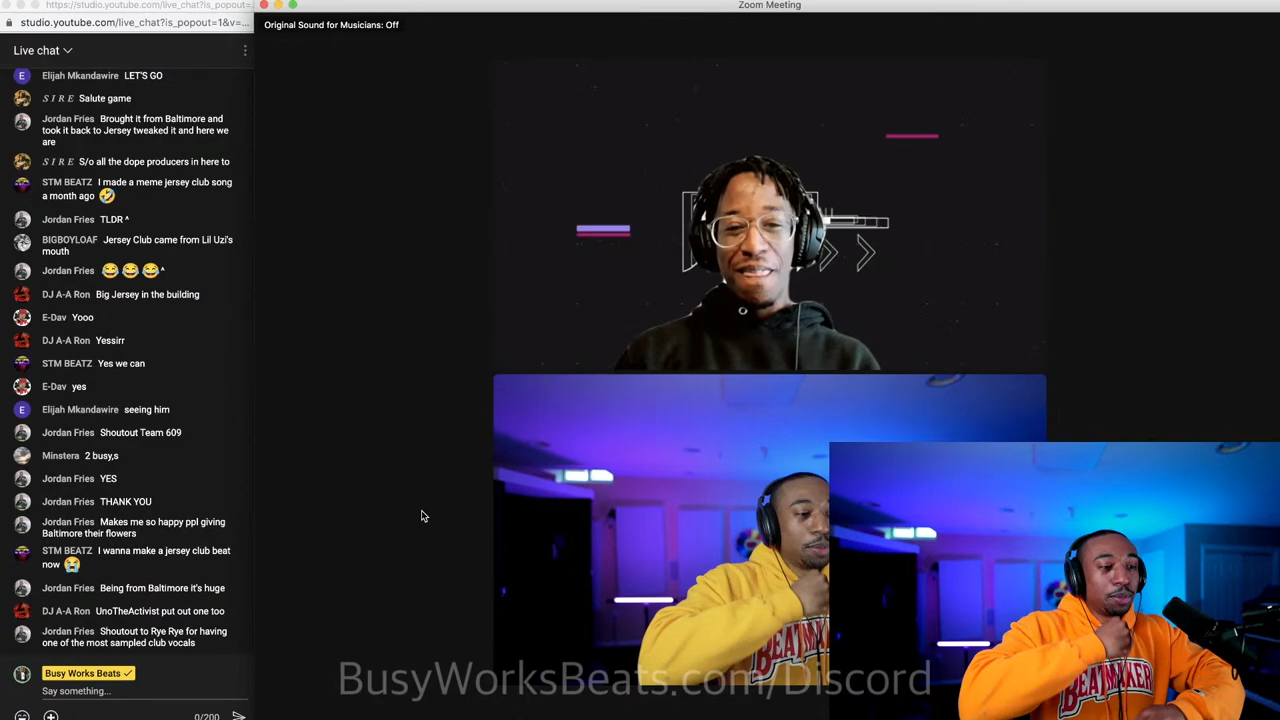 https://studio.youtube.com/live_chat?is_popout=1&v=...
Zoom Meeting
studio.youtube.com/live_chat?is_popout=1&v=...
Original Sound for Musicians: Off
Live chat
E Elijah Mkandawire LET'S GO
S I R E Salute game
Jordan Fries Brought it from Baltimore and
took it back to Jersey tweaked it and here we
are
S I R E S/o all the dope producers in here to
STM BEATZ I made a meme jersey club song
a month ago 🤣
Jordan Fries TLDR ^
BIGBOYLOAF Jersey Club came from Lil Uzi's
mouth
Jordan Fries 😂 😂 😂 ^
DJ A-A Ron Big Jersey in the building
E-Dav Yooo
DJ A-A Ron Yessirr
STM BEATZ Yes we can
E-Dav yes
E Elijah Mkandawire seeing him
Jordan Fries Shoutout Team 609
Minstera 2 busy,s
Jordan Fries YES
Jordan Fries THANK YOU
Jordan Fries Makes me so happy ppl giving
Baltimore their flowers
STM BEATZ I wanna make a jersey club beat
now 😭
Jordan Fries Being from Baltimore it's huge
DJ A-A Ron UnoTheActivist put out one too
Jordan Fries Shoutout to Rye Rye for having
one of the most sampled club vocals
Busy Works Beats ✓
Say something...
0/200
BEATMAKER
BusyWorksBeats.com/Discord